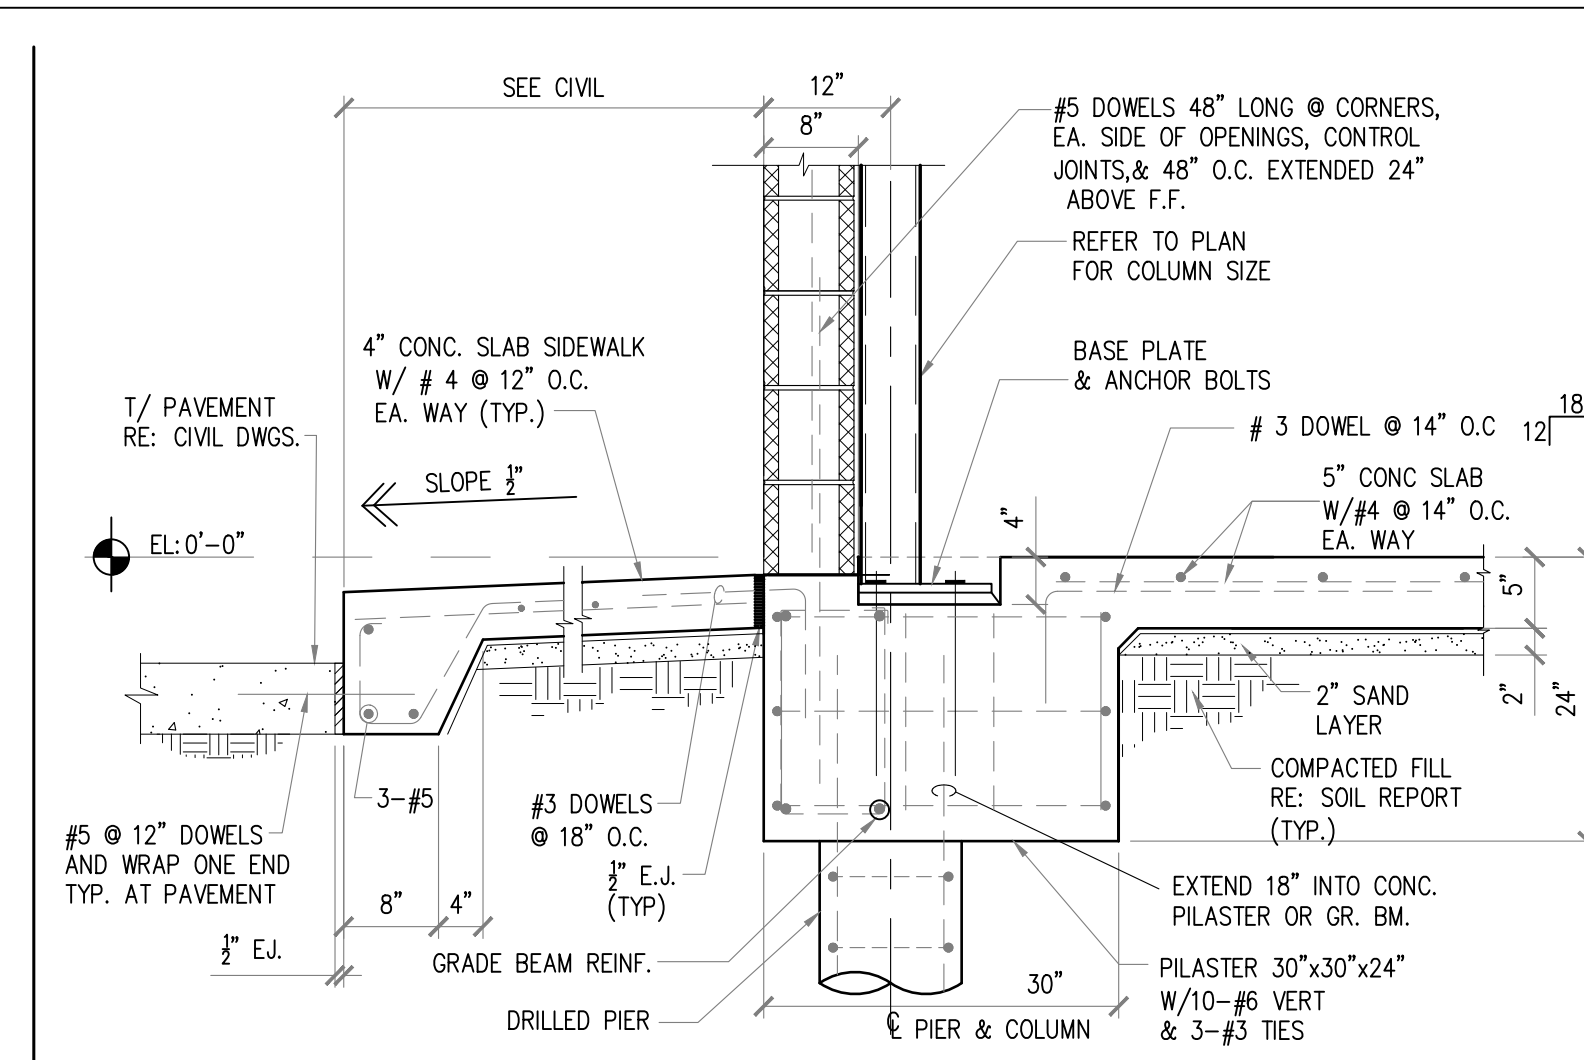 SEE CIVIL
12"
8"
#5 DOWELS 48" LONG @ CORNERS,
EA. SIDE OF OPENINGS, CONTROL
JOINTS,& 48" O.C. EXTENDED 24"
ABOVE F.F.
REFER TO PLAN
FOR COLUMN SIZE
BASE PLATE
& ANCHOR BOLTS
4" CONC. SLAB SIDEWALK
W/ # 4 @ 12" O.C.
EA. WAY (TYP.)
T/ PAVEMENT
RE: CIVIL DWGS.
SLOPE ½"
EL: 0'-0"
# 3 DOWEL @ 14" O.C
18
12
5" CONC SLAB
W/#4 @ 14" O.C.
EA. WAY
4"
5"
2"
24"
2" SAND
LAYER
COMPACTED FILL
RE: SOIL REPORT
(TYP.)
3-#5
#5 @ 12" DOWELS
AND WRAP ONE END
TYP. AT PAVEMENT
#3 DOWELS
@ 18" O.C.
½" E.J.
(TYP)
8"
4"
½" EJ.
GRADE BEAM REINF.
DRILLED PIER
EXTEND 18" INTO CONC.
PILASTER OR GR. BM.
30"
℄ PIER & COLUMN
PILASTER 30"x30"x24"
W/10-#6 VERT
& 3-#3 TIES